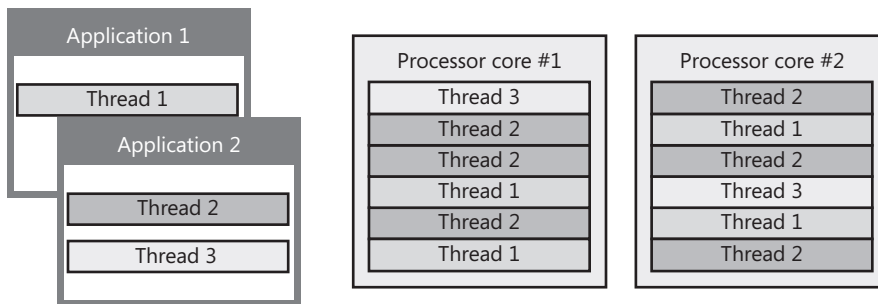 Application 1
Thread 1
Application 2
Thread 2
Thread 3
Processor core #1
Thread 3
Thread 2
Thread 2
Thread 1
Thread 2
Thread 1
Processor core #2
Thread 2
Thread 1
Thread 2
Thread 3
Thread 1
Thread 2